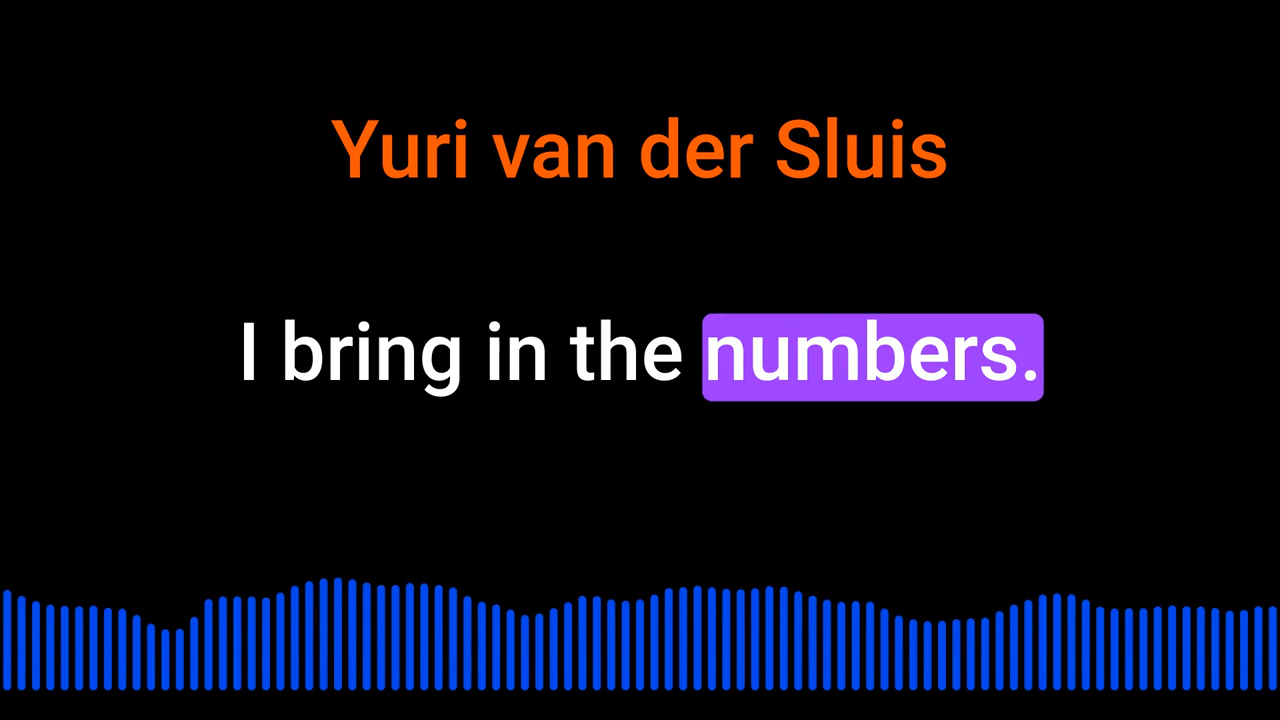 Yuri van der Sluis
I bring in the numbers.